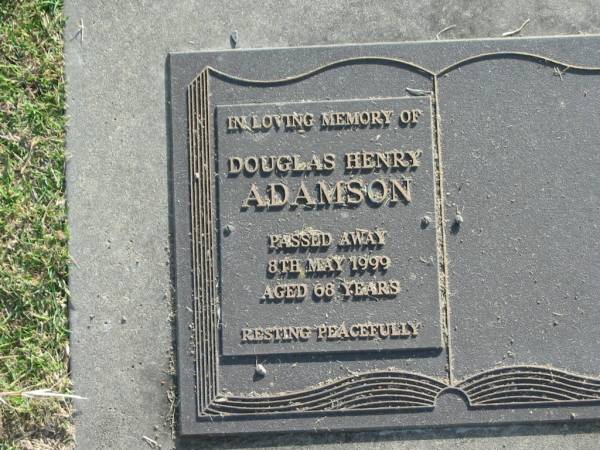 IN LOVING MEMORY OF
DOUGLAS HENRY
ADAMSON
PASSED AWAY
8TH MAY 1999
AGED 68 YEARS
RESTING PEACEFULLY